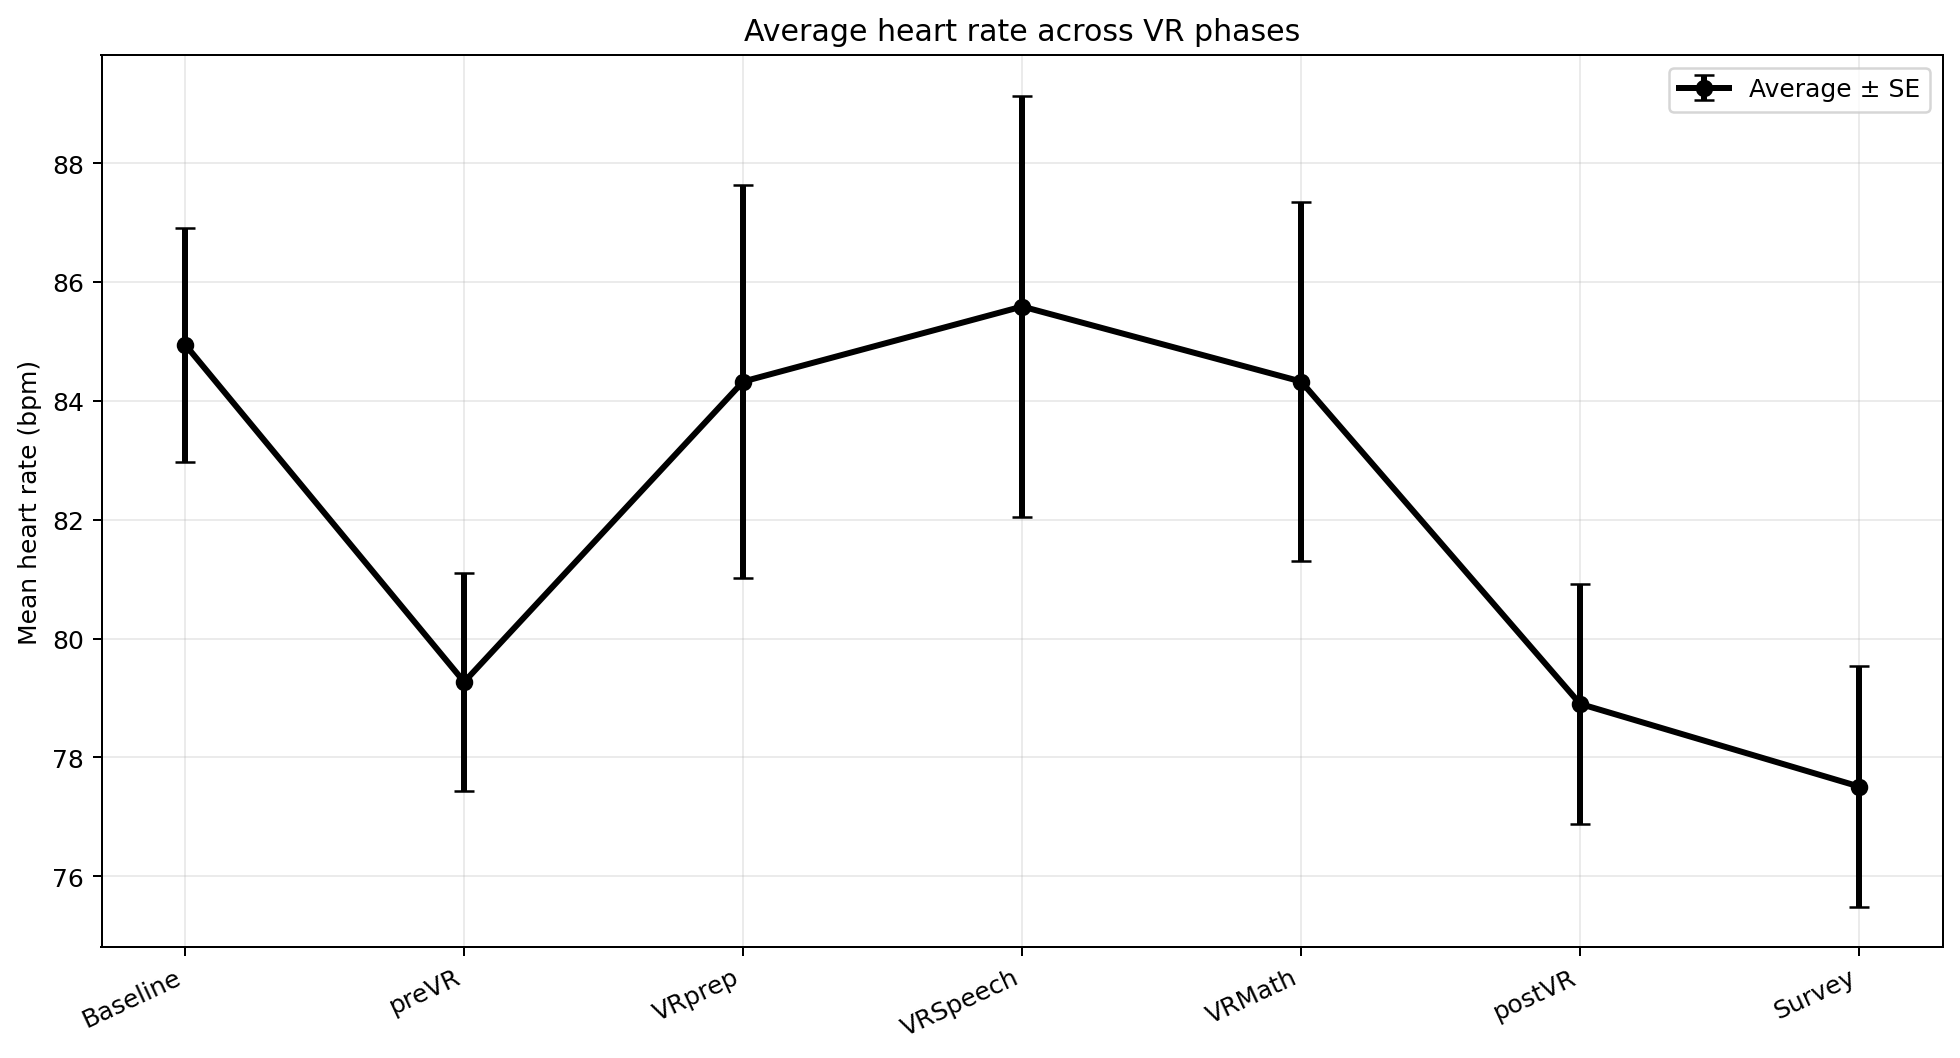 Average heart rate across VR phases
Average ± SE
Mean heart rate (bpm)
88
86
84
82
80
78
76
Baseline
preVR
VRprep
VRSpeech
VRMath
postVR
Survey